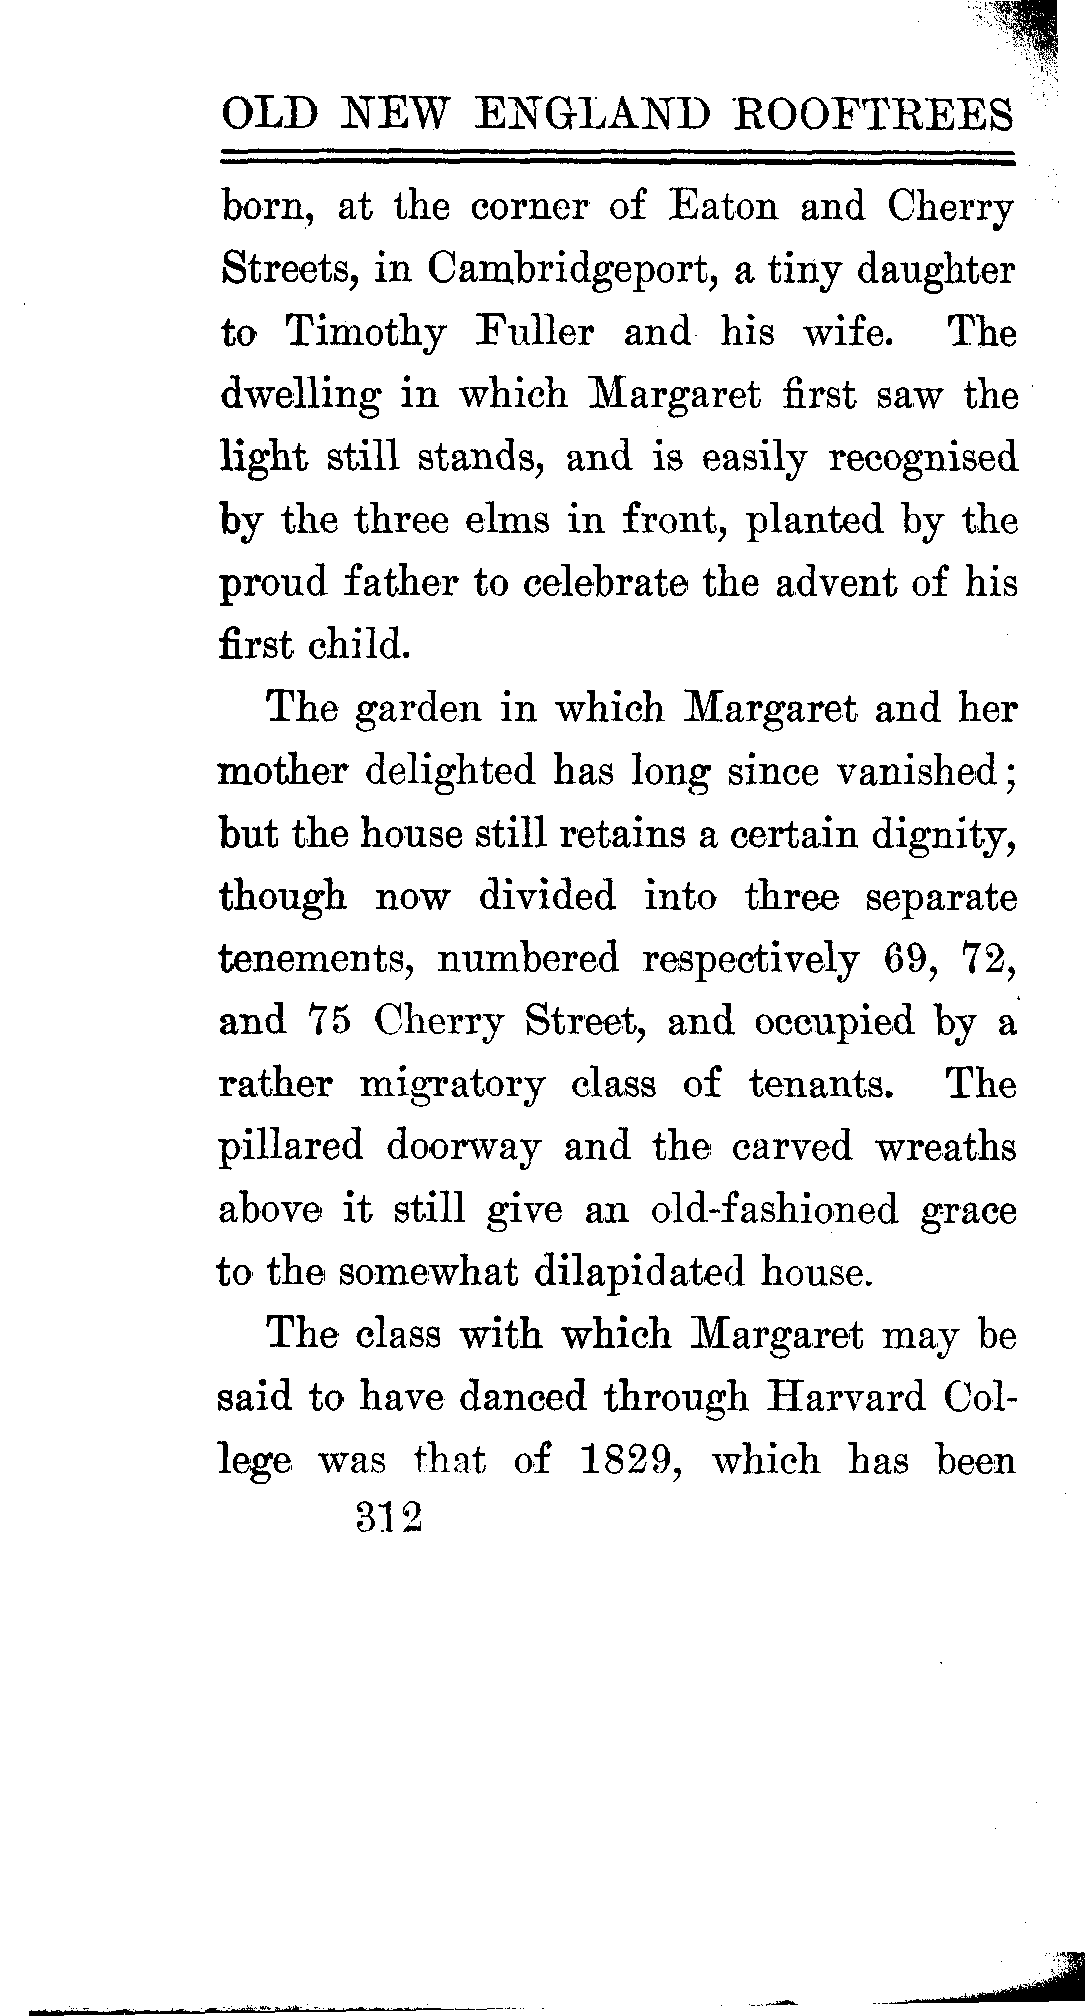 OLD NEW ENGLAND ROOFTREES
born, at the corner of Eaton and Cherry
Streets, in Cambridgeport, a tiny daughter
to Timothy Fuller and his wife. The
dwelling in which Margaret first saw the
light still stands, and is easily recognised
by the three elms in front, planted by the
proud father to celebrate the advent of his
first child.
The garden in which Margaret and her
mother delighted has long since vanished;
but the house still retains a certain dignity,
though now divided into three separate
tenements, numbered respectively 69, 72,
and 75 Cherry Street, and occupied by a
rather migratory class of tenants. The
pillared doorway and the carved wreaths
above it still give an old-fashioned grace
to the somewhat dilapidated house.
The class with which Margaret may be
said to have danced through Harvard Col-
lege was that of 1829, which has been
312